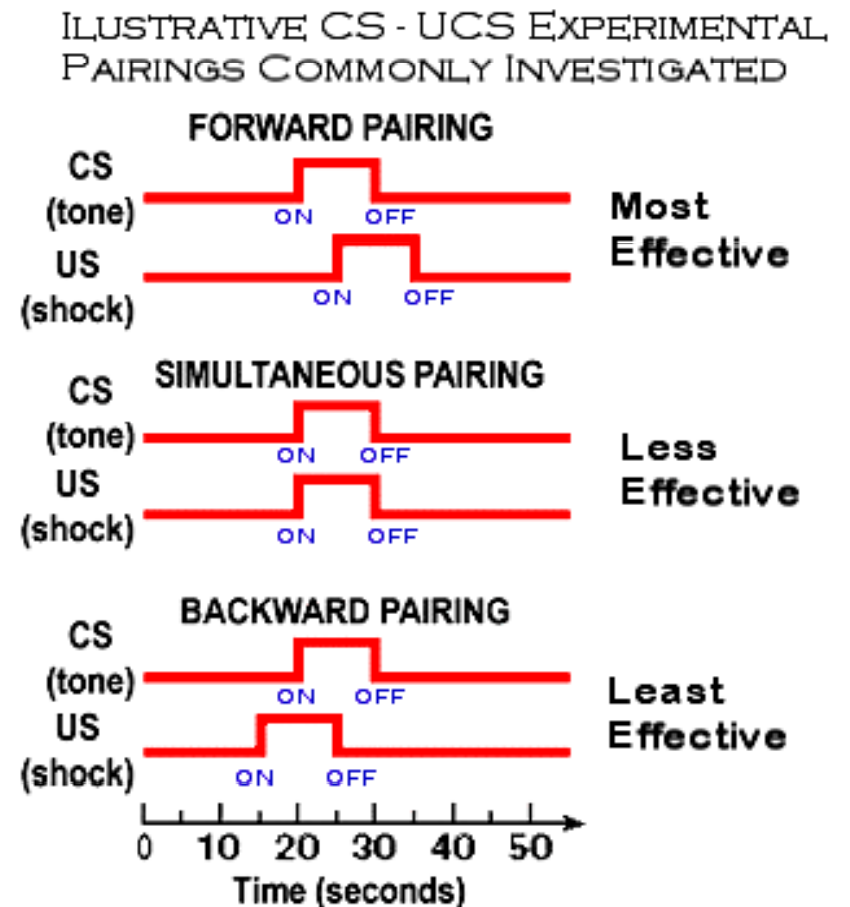 ILUSTRATIVE CS - UCS EXPERIMENTAL
PAIRINGS COMMONLY INVESTIGATED
FORWARD PAIRING
CS
(tone)
ON OFF
US
(shock)
ON OFF
Most
Effective
SIMULTANEOUS PAIRING
CS
(tone)
ON OFF
US
(shock)
ON OFF
Less
Effective
BACKWARD PAIRING
CS
(tone)
ON OFF
US
(shock)
ON OFF
Least
Effective
0 10 20 30 40 50
Time (seconds)